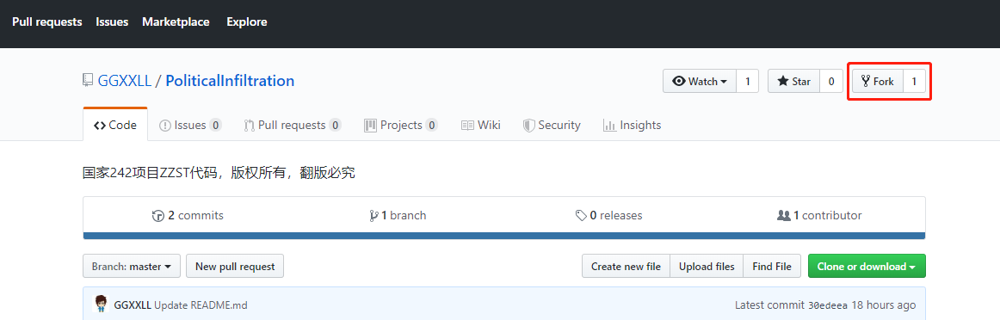 Pull requests Issues Marketplace Explore
GGXXLL / PoliticalInfiltration Watch 1 Star 0 Fork 1
Code Issues 0 Pull requests 0 Projects 0 Wiki Security Insights
国家242项目ZZST代码，版权所有，翻版必究
2 commits 1 branch 0 releases 1 contributor
Branch: master New pull request Create new file Upload files Find File Clone or download
GGXXLL Update README.md Latest commit 30edeea 18 hours ago